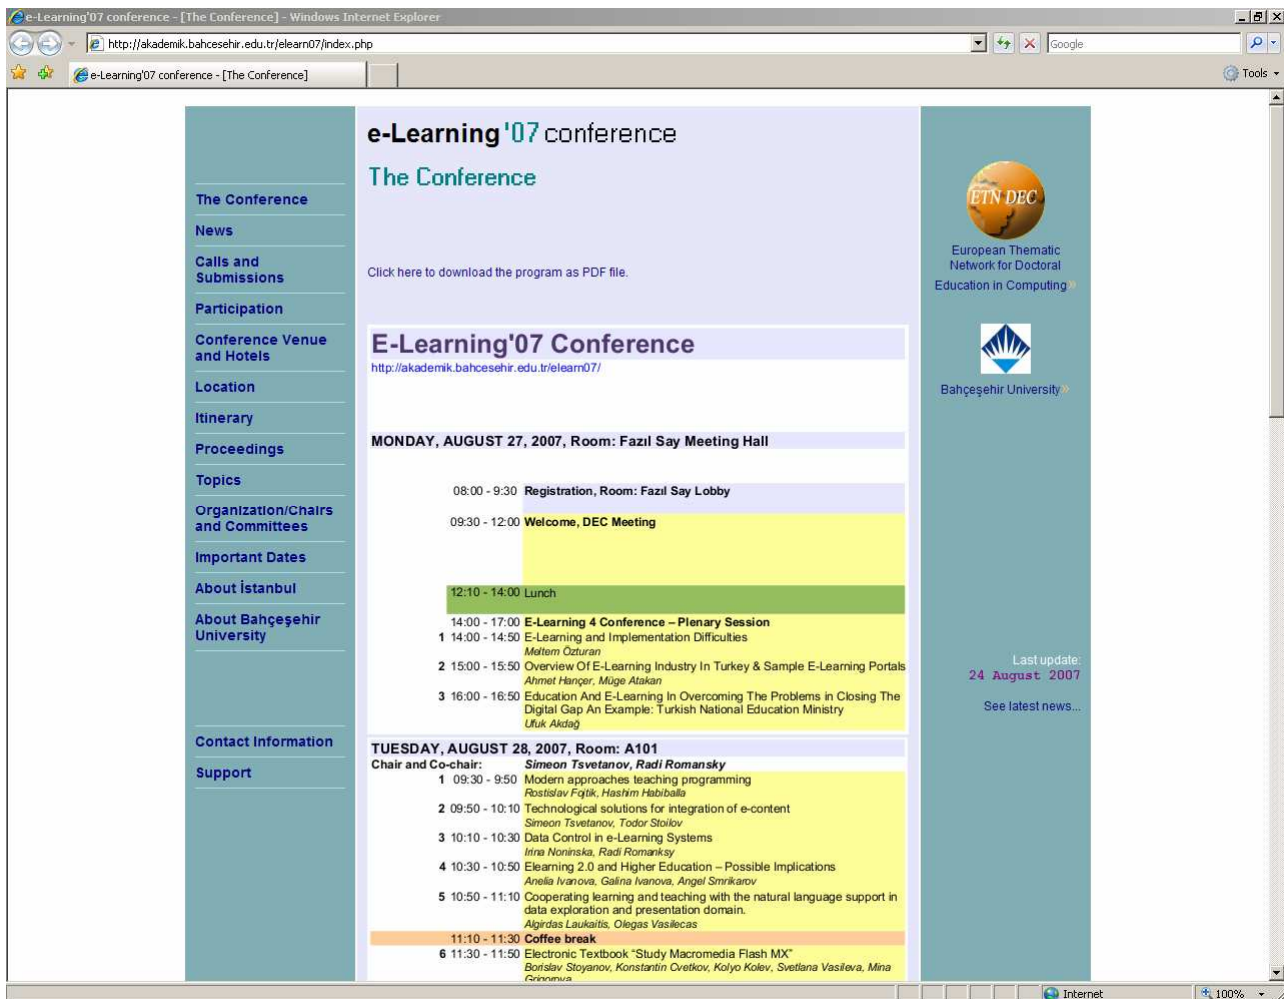 e-Learning'07 conference - [The Conference] - Windows Internet Explorer
http://akademik.bahcesehir.edu.tr/elearn07/index.php
Google
e-Learning'07 conference - [The Conference]
Tools
The Conference
News
Calls and
Submissions
Participation
Conference Venue
and Hotels
Location
Itinerary
Proceedings
Topics
Organization/Chairs
and Committees
Important Dates
About İstanbul
About Bahçeşehir
University
Contact Information
Support
e-Learning '07 conference
The Conference
Click here to download the program as PDF file.
E-Learning'07 Conference
http://akademik.bahcesehir.edu.tr/elearn07/
MONDAY, AUGUST 27, 2007, Room: Fazıl Say Meeting Hall
08:00 - 9:30 Registration, Room: Fazıl Say Lobby
09:30 - 12:00 Welcome, DEC Meeting
12:10 - 14:00 Lunch
14:00 - 17:00 E-Learning 4 Conference – Plenary Session
1 14:00 - 14:50 E-Learning and Implementation Difficulties
Meltem Özturan
2 15:00 - 15:50 Overview Of E-Learning Industry In Turkey & Sample E-Learning Portals
Ahmet Hançer, Müge Atakan
3 16:00 - 16:50 Education And E-Learning In Overcoming The Problems in Closing The
Digital Gap An Example: Turkish National Education Ministry
Ufuk Akdağ
TUESDAY, AUGUST 28, 2007, Room: A101
Chair and Co-chair: Simeon Tsvetanov, Radi Romansky
1 09:30 - 9:50 Modern approaches teaching programming
Rostislav Fojtik, Hashim Habiballa
2 09:50 - 10:10 Technological solutions for integration of e-content
Simeon Tsvetanov, Todor Stoilov
3 10:10 - 10:30 Data Control in e-Learning Systems
Irina Noninska, Radi Romanksy
4 10:30 - 10:50 Elearning 2.0 and Higher Education – Possible Implications
Anelia Ivanova, Galina Ivanova, Angel Smrikarov
5 10:50 - 11:10 Cooperating learning and teaching with the natural language support in
data exploration and presentation domain.
Algirdas Laukaitis, Olegas Vasilecas
11:10 - 11:30 Coffee break
6 11:30 - 11:50 Electronic Textbook “Study Macromedia Flash MX”
Borislav Stoyanov, Konstantin Cvetkov, Kolyo Kolev, Svetlana Vasileva, Mina
Grigorova
ETN DEC
European Thematic
Network for Doctoral
Education in Computing»
Bahçeşehir University»
Last update:
24 August 2007
See latest news...
Internet
100%